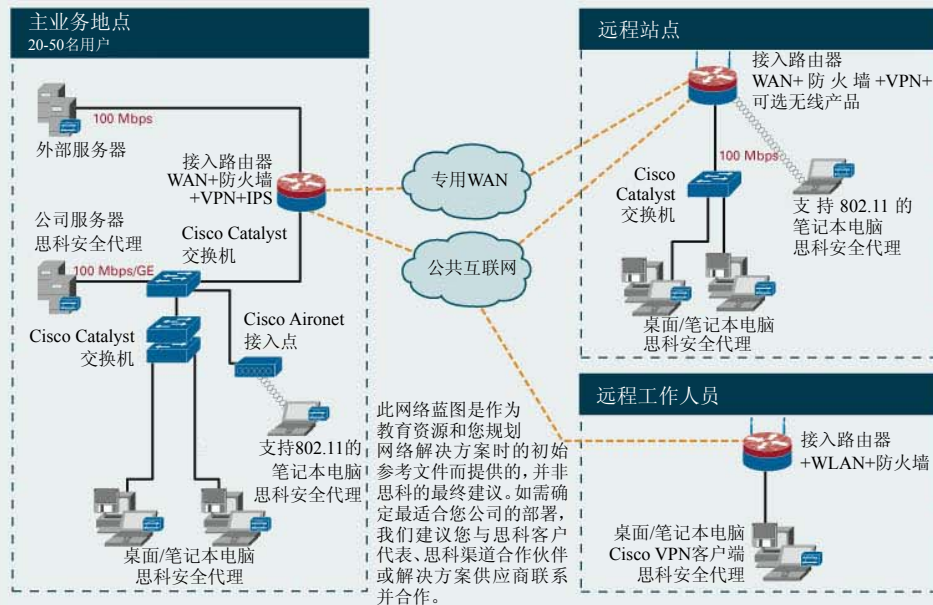 主业务地点
20-50名用户
100 Mbps
外部服务器
接入路由器
WAN+防火墙
+VPN+IPS
公司服务器
思科安全代理
Cisco Catalyst
交换机
100 Mbps/GE
Cisco Catalyst
交换机
Cisco Aironet
接入点
支持802.11的
笔记本电脑
思科安全代理
桌面/笔记本电脑
思科安全代理
专用WAN
公共互联网
此网络蓝图是作为
教育资源和您规划
网络解决方案时的初始
参考文件而提供的,并非
思科的最终建议。如需确
定最适合您公司的部署,
我们建议您与思科客户
代表、思科渠道合作伙伴
或解决方案供应商联系
并合作。
远程站点
接入路由器
WAN+防火墙+VPN+
可选无线产品
100 Mbps
Cisco
Catalyst
交换机
支持802.11的
笔记本电脑
思科安全代理
桌面/笔记本电脑
思科安全代理
远程工作人员
接入路由器
+WLAN+防火墙
桌面/笔记本电脑
Cisco VPN客户端
思科安全代理